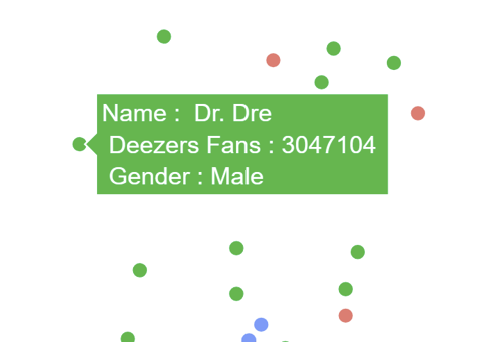 Name : Dr. Dre
Deezers Fans : 3047104
Gender : Male